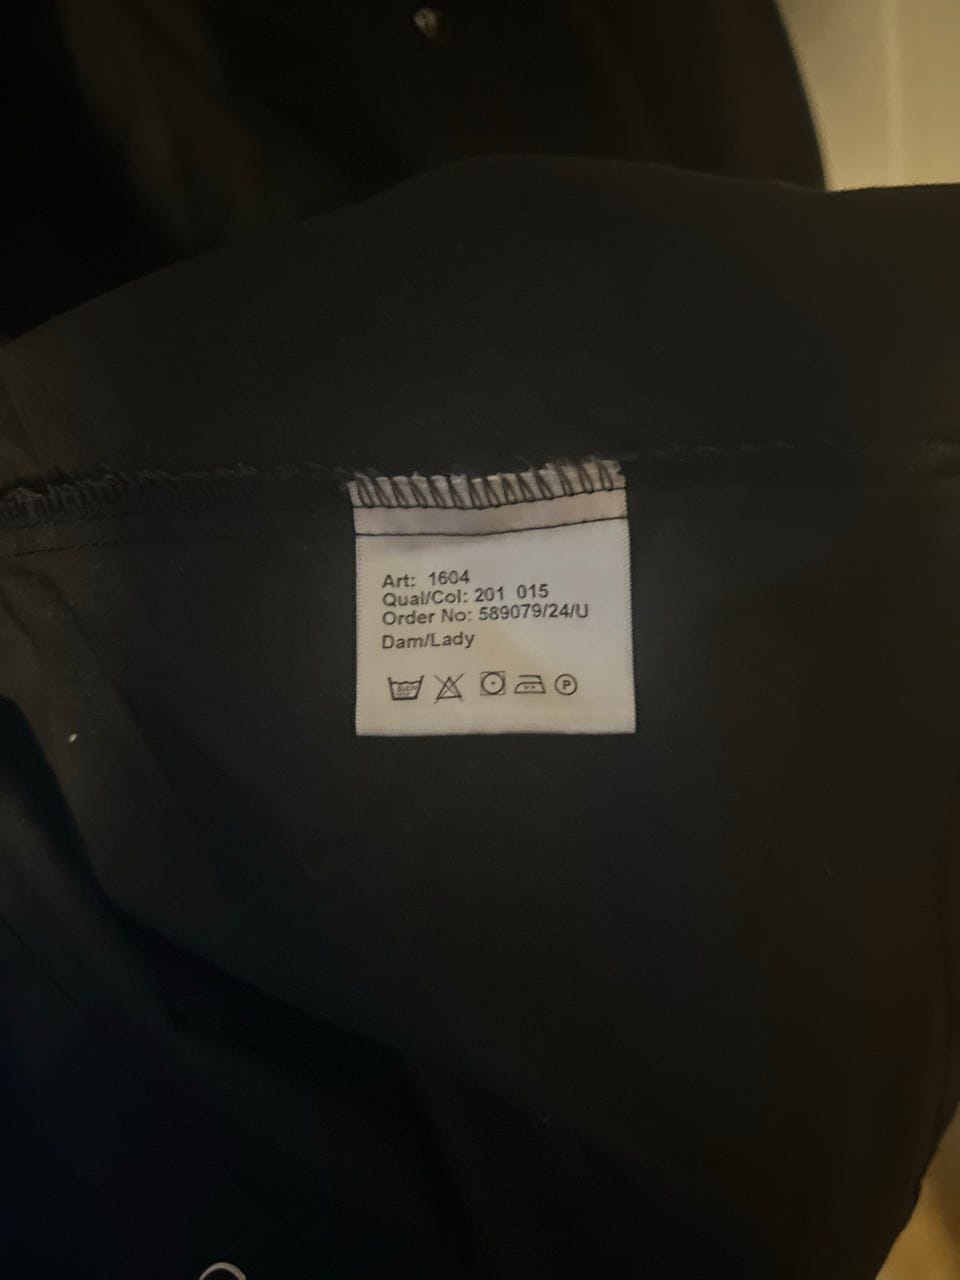 Art: 1604
Qual/Col: 201 015
Order No: 589079/24/U
Dam/Lady
P